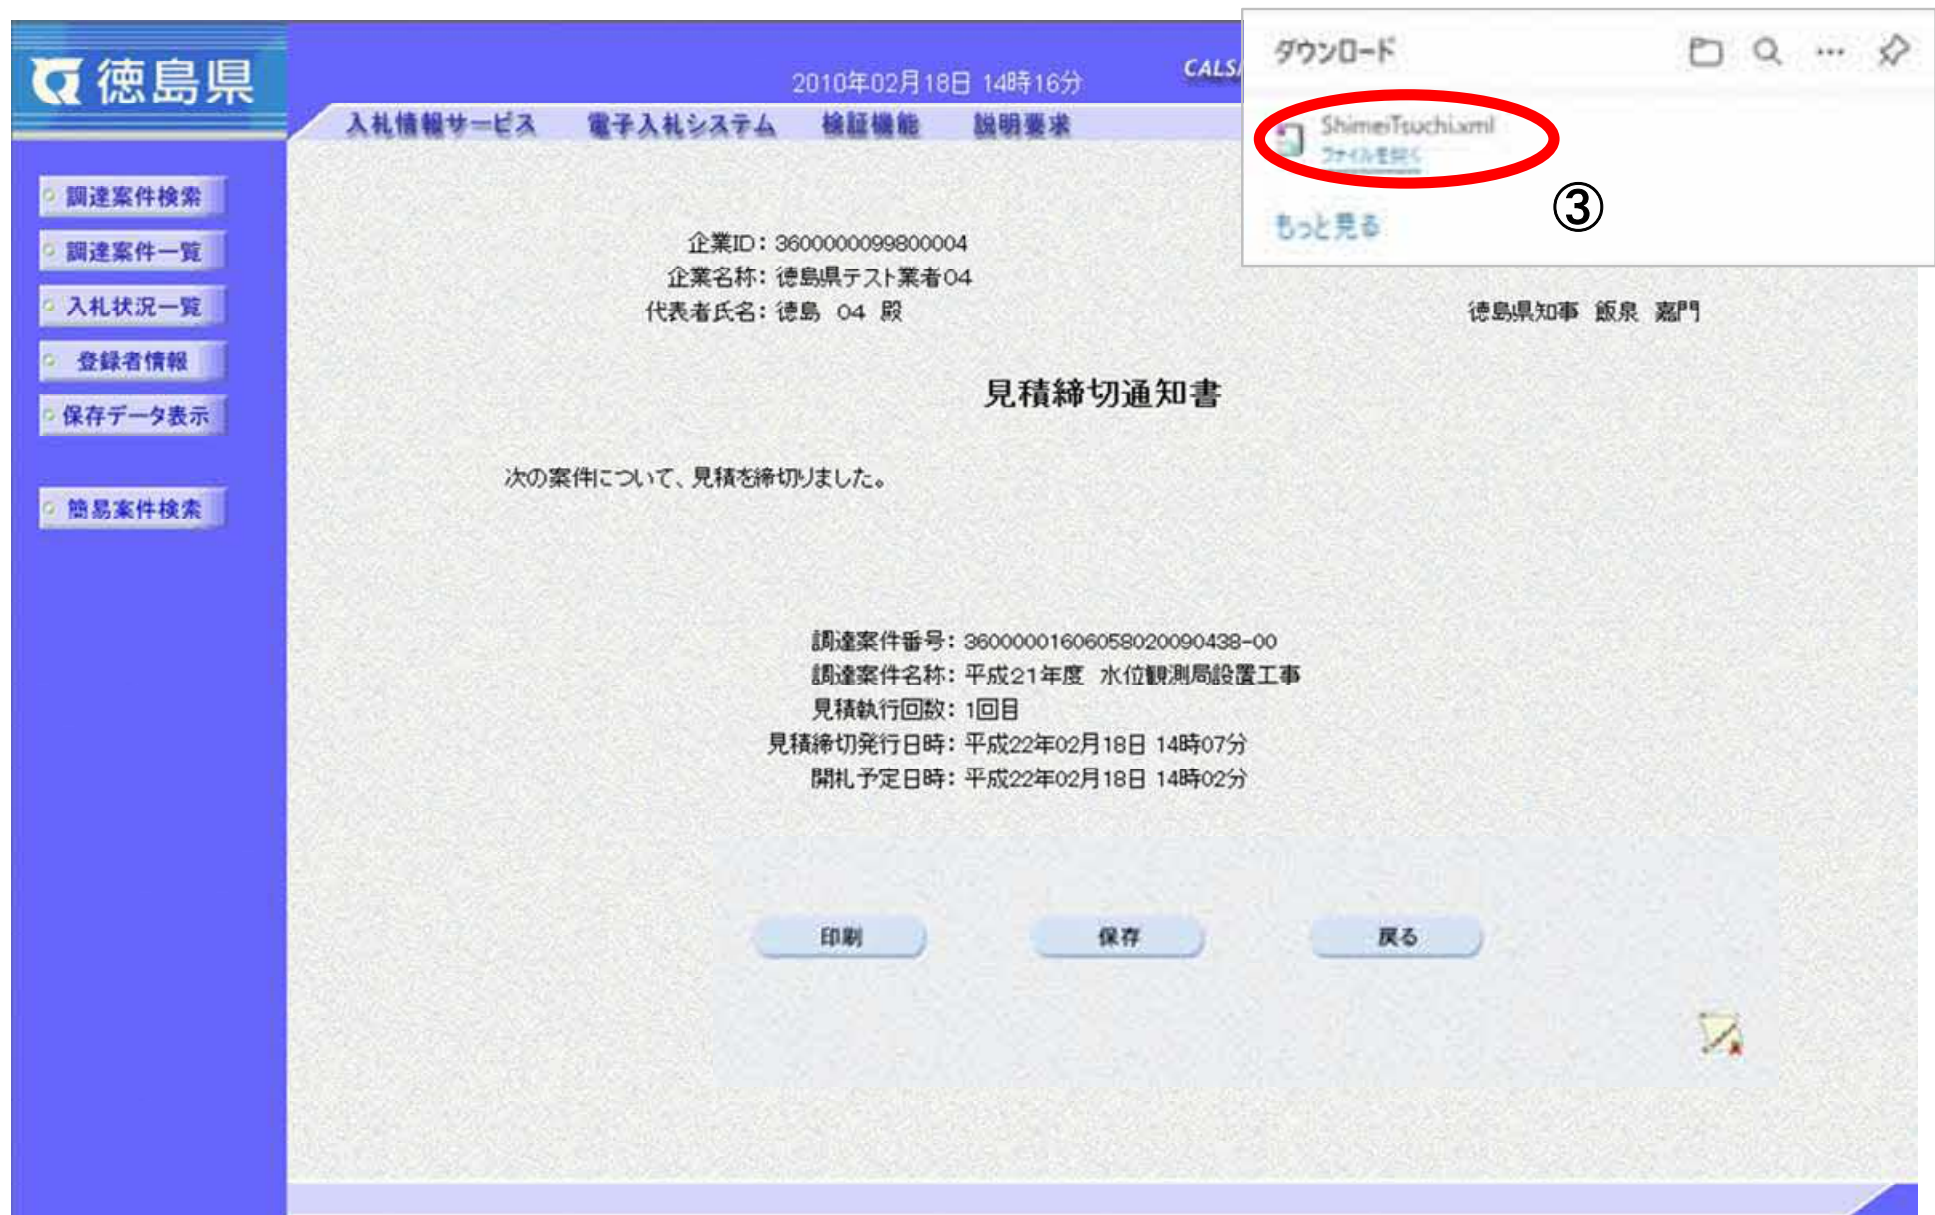 徳島県
2010年02月18日 14時16分
CALS/
入札情報サービス 電子入札システム 検証機能 説明要求
ダウンロード
ShimeiTsuchi.xml
ファイルを開く
もっと見る
③
調達案件検索
調達案件一覧
入札状況一覧
登録者情報
保存データ表示
簡易案件検索
企業ID：3600000099800004
企業名称：徳島県テスト業者04
代表者氏名：徳島 04 殿
徳島県知事 飯泉 嘉門
見積締切通知書
次の案件について、見積を締切りました。
調達案件番号：36000001606058020090438-00
調達案件名称：平成21年度 水位観測局設置工事
見積執行回数：1回目
見積締切発行日時：平成22年02月18日 14時07分
開札予定日時：平成22年02月18日 14時02分
印刷 保存 戻る